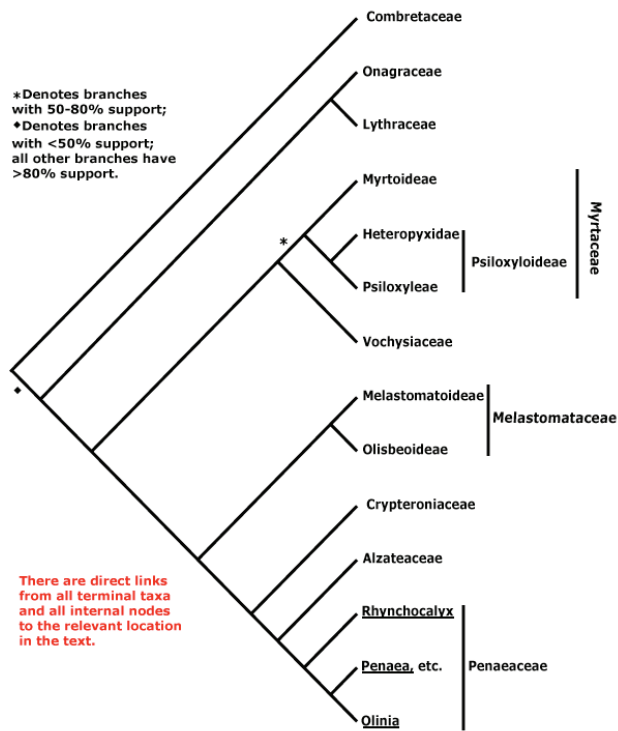 Combretaceae
Onagraceae
*Denotes branches
with 50-80% support;
◆Denotes branches
with <50% support;
all other branches have
>80% support.
Lythraceae
Myrtoideae
*
Heteropyxidae
Psiloxyloideae
Myrtaceae
Psiloxyleae
Vochysiaceae
◆
Melastomatoideae
Melastomataceae
Olisbeoideae
Crypteroniaceae
Alzateaceae
There are direct links
from all terminal taxa
and all internal nodes
to the relevant location
in the text.
Rhynchocalyx
Penaea, etc.
Penaeaceae
Olinia